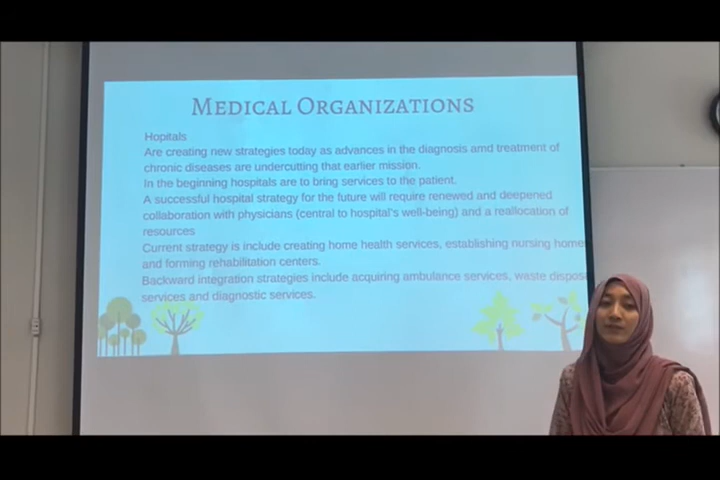 MEDICAL ORGANIZATIONS
Hopitals
Are creating new strategies today as advances in the diagnosis amd treatment of
chronic diseases are undercutting that earlier mission.
In the beginning hospitals are to bring services to the patient.
A successful hospital strategy for the future will require renewed and deepened
collaboration with physicians (central to hospital's well-being) and a reallocation of
resources
Current strategy is include creating home health services, establishing nursing home
and forming rehabilitation centers.
Backward integration strategies include acquiring ambulance services, waste dispos
services and diagnostic services.